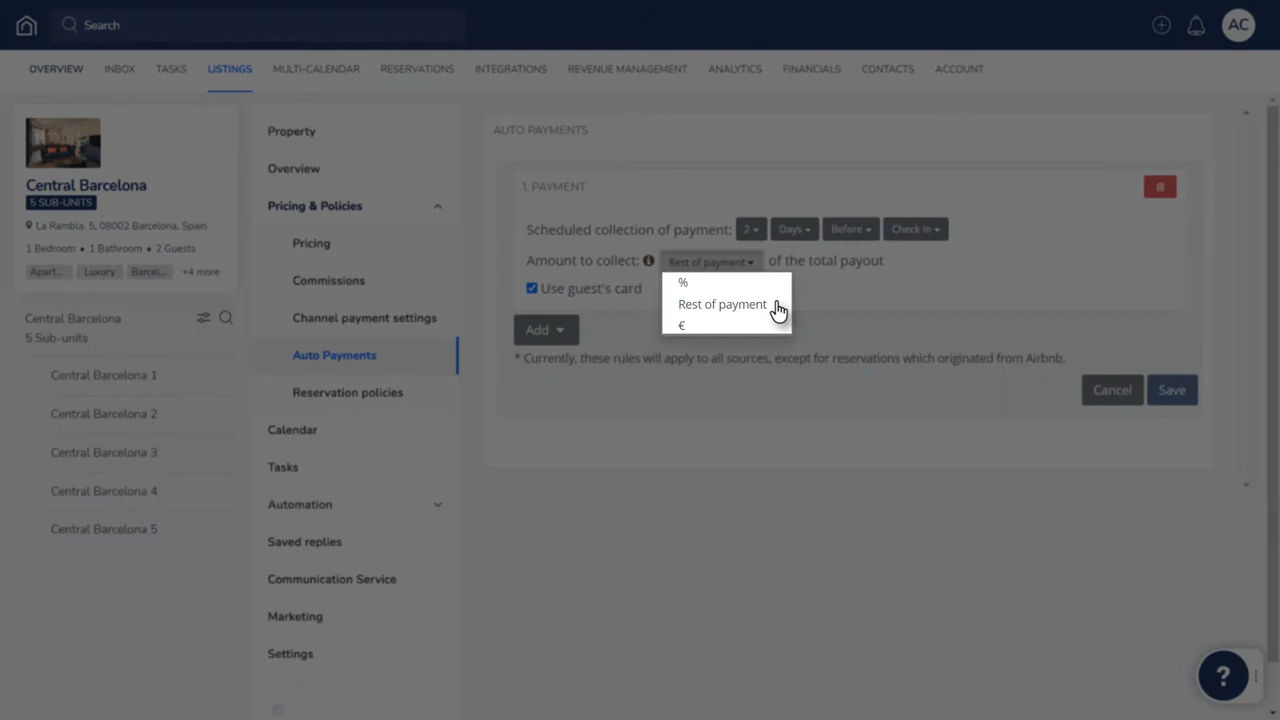 Search
AC
OVERVIEW INBOX TASKS LISTINGS MULTI-CALENDAR RESERVATIONS INTEGRATIONS REVENUE MANAGEMENT ANALYTICS FINANCIALS CONTACTS ACCOUNT
Central Barcelona
5 SUB-UNITS
La Rambla, 5, 08002 Barcelona, Spain
1 Bedroom • 1 Bathroom • 2 Guests
Apart... Luxury Barcel... +4 more
Central Barcelona
5 Sub-units
Central Barcelona 1
Central Barcelona 2
Central Barcelona 3
Central Barcelona 4
Central Barcelona 5
Property
Overview
Pricing & Policies
Pricing
Commissions
Channel payment settings
Auto Payments
Reservation policies
Calendar
Tasks
Automation
Saved replies
Communication Service
Marketing
Settings
AUTO PAYMENTS
1. PAYMENT
Scheduled collection of payment: 2 Days Before Check In
Amount to collect: Rest of payment of the total payout
%
Rest of payment
€
Use guest's card
Add
* Currently, these rules will apply to all sources, except for reservations which originated from Airbnb.
Cancel Save
?